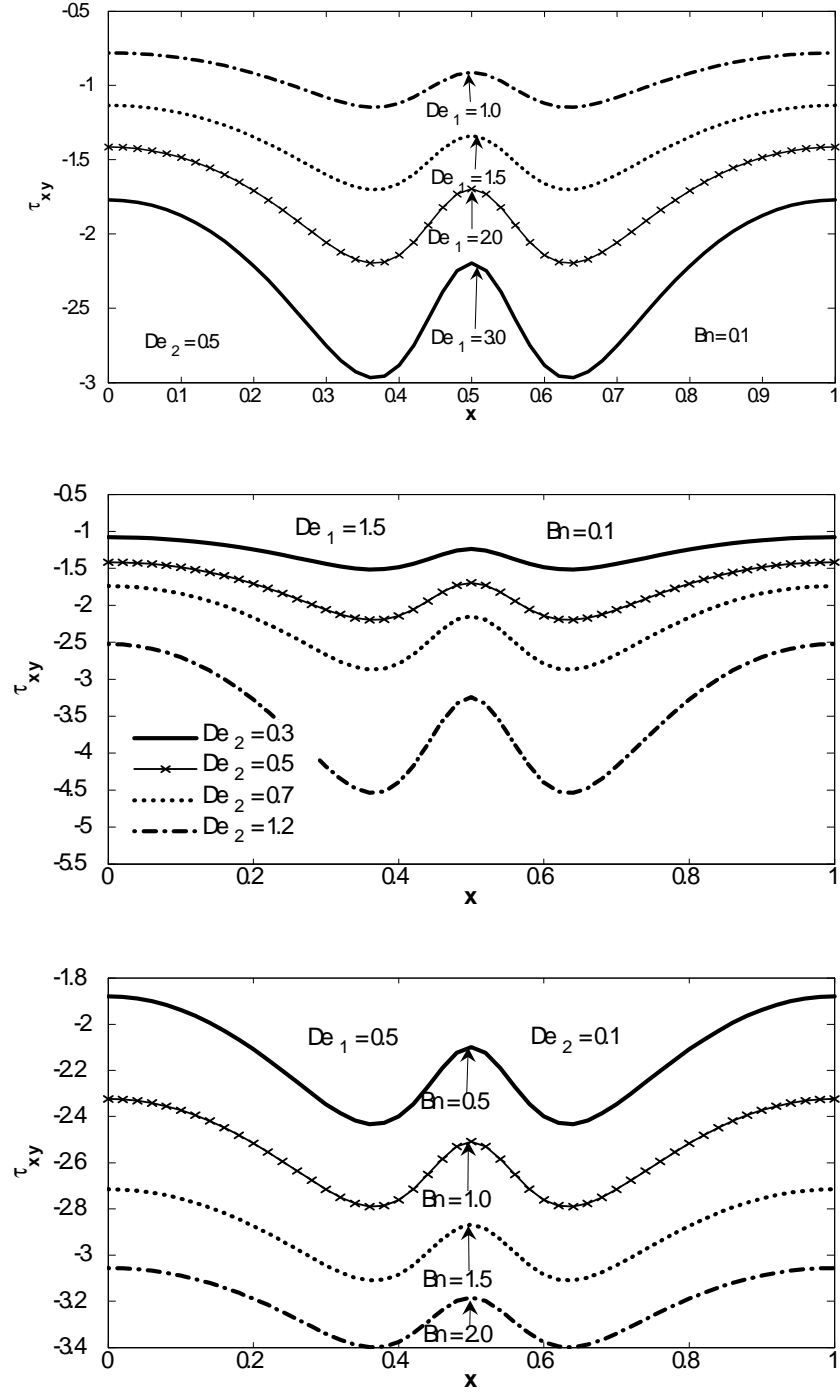 -0.5
-1
De 1 = 1.0
-1.5
De 1 = 1.5
τxy
-2
De 1 = 2.0
-2.5
De 2 = 0.5
De 1 = 3.0
Bn = 0.1
-3
0 0.1 0.2 0.3 0.4 0.5 0.6 0.7 0.8 0.9 1
x
-0.5
-1
De 1 = 1.5
Bn = 0.1
-1.5
-2
-2.5
τxy
-3
-3.5
De 2 = 0.3
-4
De 2 = 0.5
-4.5
De 2 = 0.7
-5
De 2 = 1.2
-5.5
0 0.2 0.4 0.6 0.8 1
x
-1.8
-2
De 1 = 0.5
De 2 = 0.1
-2.2
Bn = 0.5
-2.4
τxy
-2.6
Bn = 1.0
-2.8
-3
Bn = 1.5
-3.2
Bn = 2.0
-3.4
0 0.2 0.4 0.6 0.8 1
x